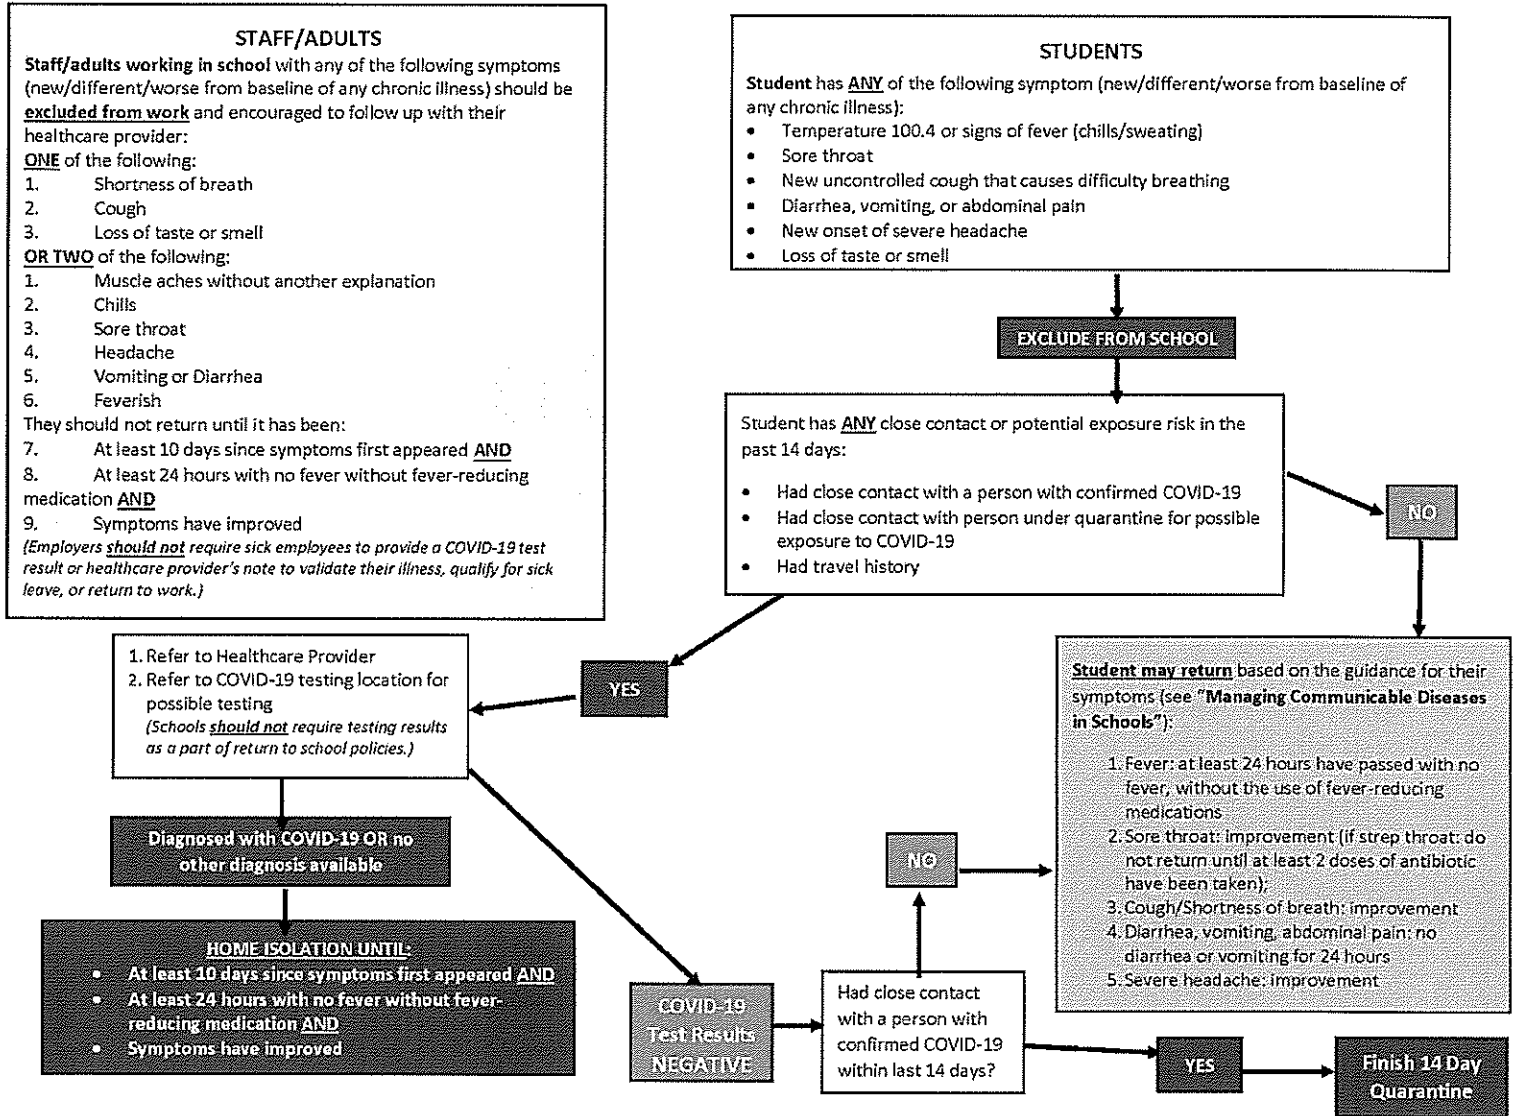 STAFF/ADULTS
Staff/adults working in school with any of the following symptoms
(new/different/worse from baseline of any chronic illness) should be
excluded from work and encouraged to follow up with their
healthcare provider:
ONE of the following:
1. Shortness of breath
2. Cough
3. Loss of taste or smell
OR TWO of the following:
1. Muscle aches without another explanation
2. Chills
3. Sore throat
4. Headache
5. Vomiting or Diarrhea
6. Feverish
They should not return until it has been:
7. At least 10 days since symptoms first appeared AND
8. At least 24 hours with no fever without fever-reducing
medication AND
9. Symptoms have improved
(Employers should not require sick employees to provide a COVID-19 test
result or healthcare provider's note to validate their illness, qualify for sick
leave, or return to work.)
STUDENTS
Student has ANY of the following symptom (new/different/worse from baseline of
any chronic illness):
• Temperature 100.4 or signs of fever (chills/sweating)
• Sore throat
• New uncontrolled cough that causes difficulty breathing
• Diarrhea, vomiting, or abdominal pain
• New onset of severe headache
• Loss of taste or smell
EXCLUDE FROM SCHOOL
Student has ANY close contact or potential exposure risk in the
past 14 days:
• Had close contact with a person with confirmed COVID-19
• Had close contact with person under quarantine for possible
exposure to COVID-19
• Had travel history
NO
YES
1. Refer to Healthcare Provider
2. Refer to COVID-19 testing location for
possible testing
(Schools should not require testing results
as a part of return to school policies.)
Student may return based on the guidance for their
symptoms (see "Managing Communicable Diseases
in Schools"):
1. Fever: at least 24 hours have passed with no
fever, without the use of fever-reducing
medications
2. Sore throat: improvement (if strep throat: do
not return until at least 2 doses of antibiotic
have been taken);
3. Cough/Shortness of breath: improvement
4. Diarrhea, vomiting, abdominal pain: no
diarrhea or vomiting for 24 hours
5. Severe headache: improvement
Diagnosed with COVID-19 OR no
other diagnosis available
HOME ISOLATION UNTIL:
• At least 10 days since symptoms first appeared AND
• At least 24 hours with no fever without fever-
reducing medication AND
• Symptoms have improved
NO
COVID-19
Test Results
NEGATIVE
Had close contact
with a person with
confirmed COVID-19
within last 14 days?
YES
Finish 14 Day
Quarantine